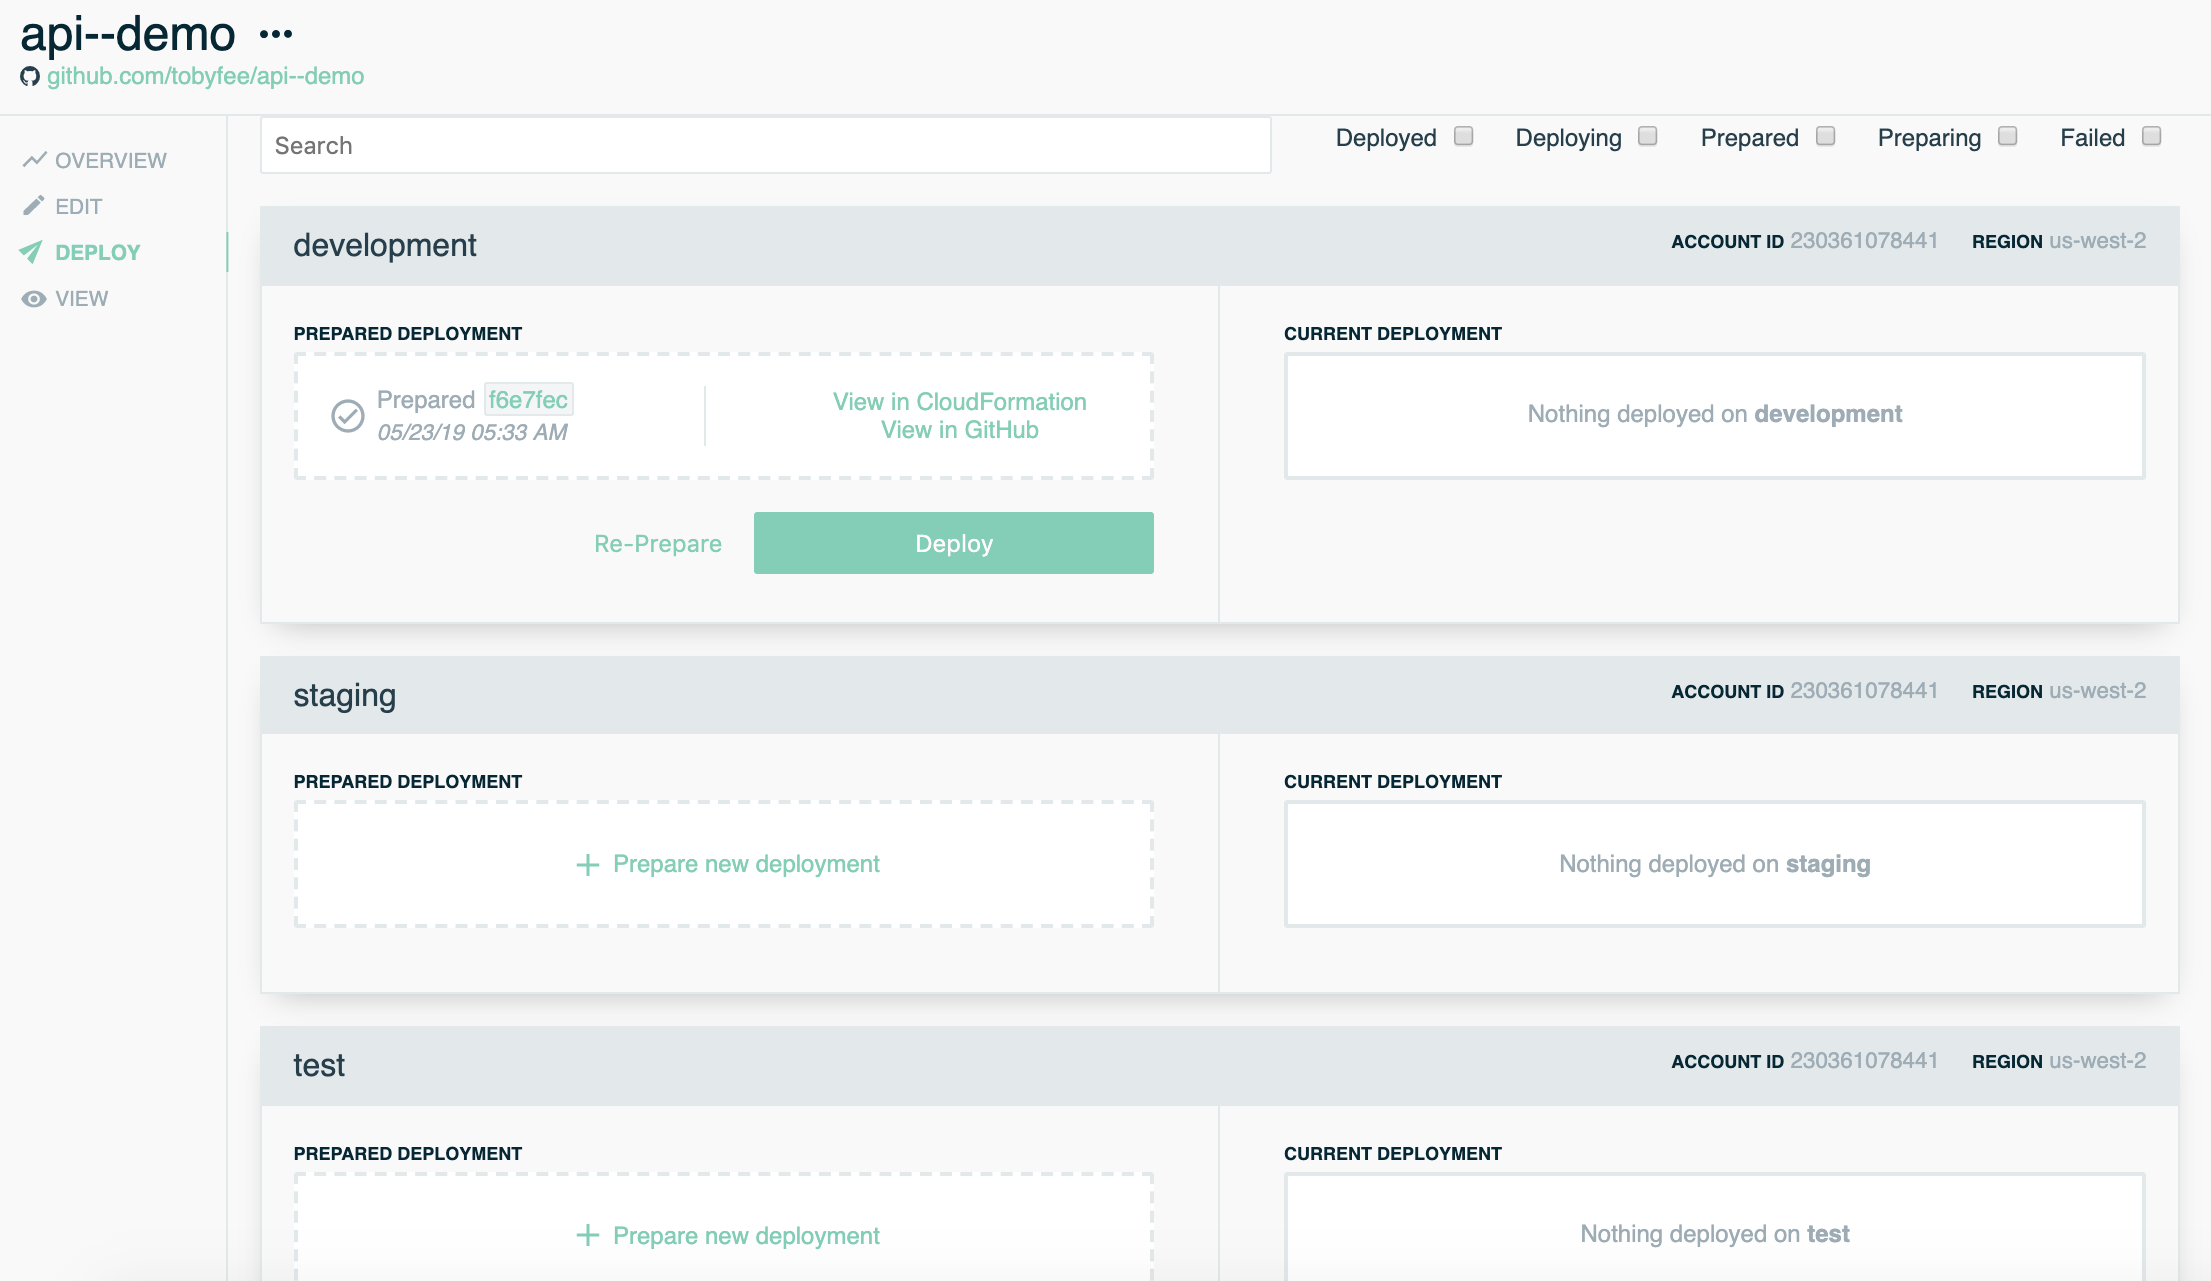 api--demo •••
github.com/tobyfee/api--demo
OVERVIEW
EDIT
DEPLOY
VIEW
Search
Deployed Deploying Prepared Preparing Failed
development
ACCOUNT ID 230361078441 REGION us-west-2
PREPARED DEPLOYMENT
Prepared f6e7fec
05/23/19 05:33 AM
View in CloudFormation
View in GitHub
Re-Prepare Deploy
CURRENT DEPLOYMENT
Nothing deployed on development
staging
ACCOUNT ID 230361078441 REGION us-west-2
PREPARED DEPLOYMENT
Prepare new deployment
CURRENT DEPLOYMENT
Nothing deployed on staging
test
ACCOUNT ID 230361078441 REGION us-west-2
PREPARED DEPLOYMENT
Prepare new deployment
CURRENT DEPLOYMENT
Nothing deployed on test